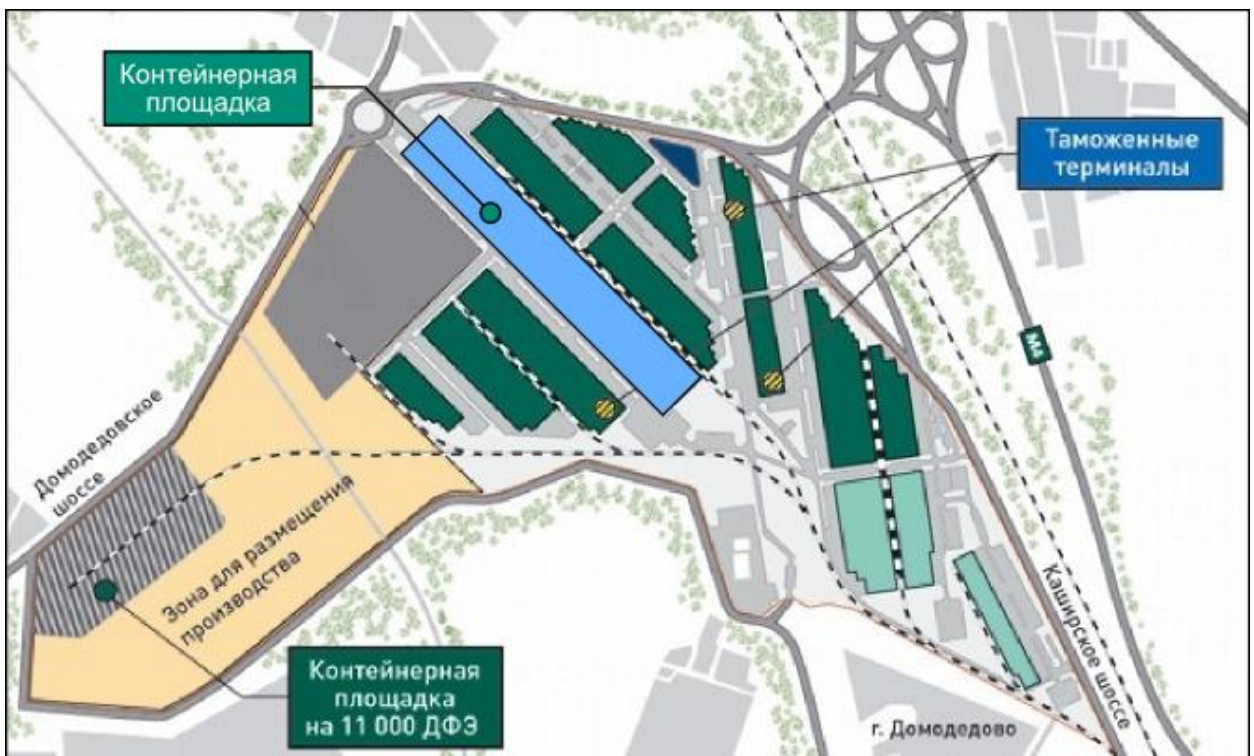 Контейнерная
площадка
Таможенные
терминалы
М4
Домодедовское
шоссе
Зона для размещения
производства
Каширское шоссе
Контейнерная
площадка
на 11 000 ДФЭ
г. Домодедово